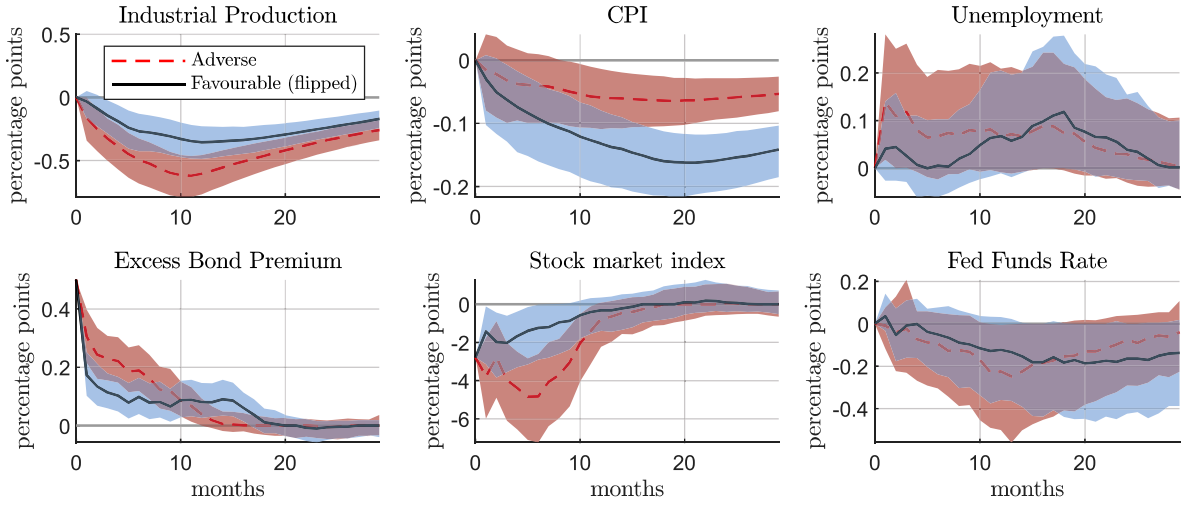 Industrial Production
percentage points
0.5
0
-0.5
0
10
20
Adverse
Favourable (flipped)
CPI
percentage points
0
-0.1
-0.2
0
10
20
Unemployment
percentage points
0.2
0.1
0
0
10
20
Excess Bond Premium
percentage points
0.4
0.2
0
0
10
20
months
Stock market index
percentage points
0
-2
-4
-6
0
10
20
months
Fed Funds Rate
percentage points
0.2
0
-0.2
-0.4
0
10
20
months